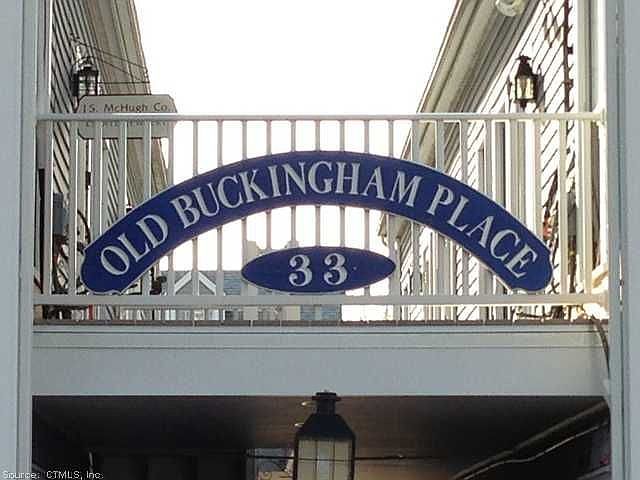 J.S. McHugh Co.
OLD BUCKINGHAM PLACE
33
Source: CTMLS, Inc.